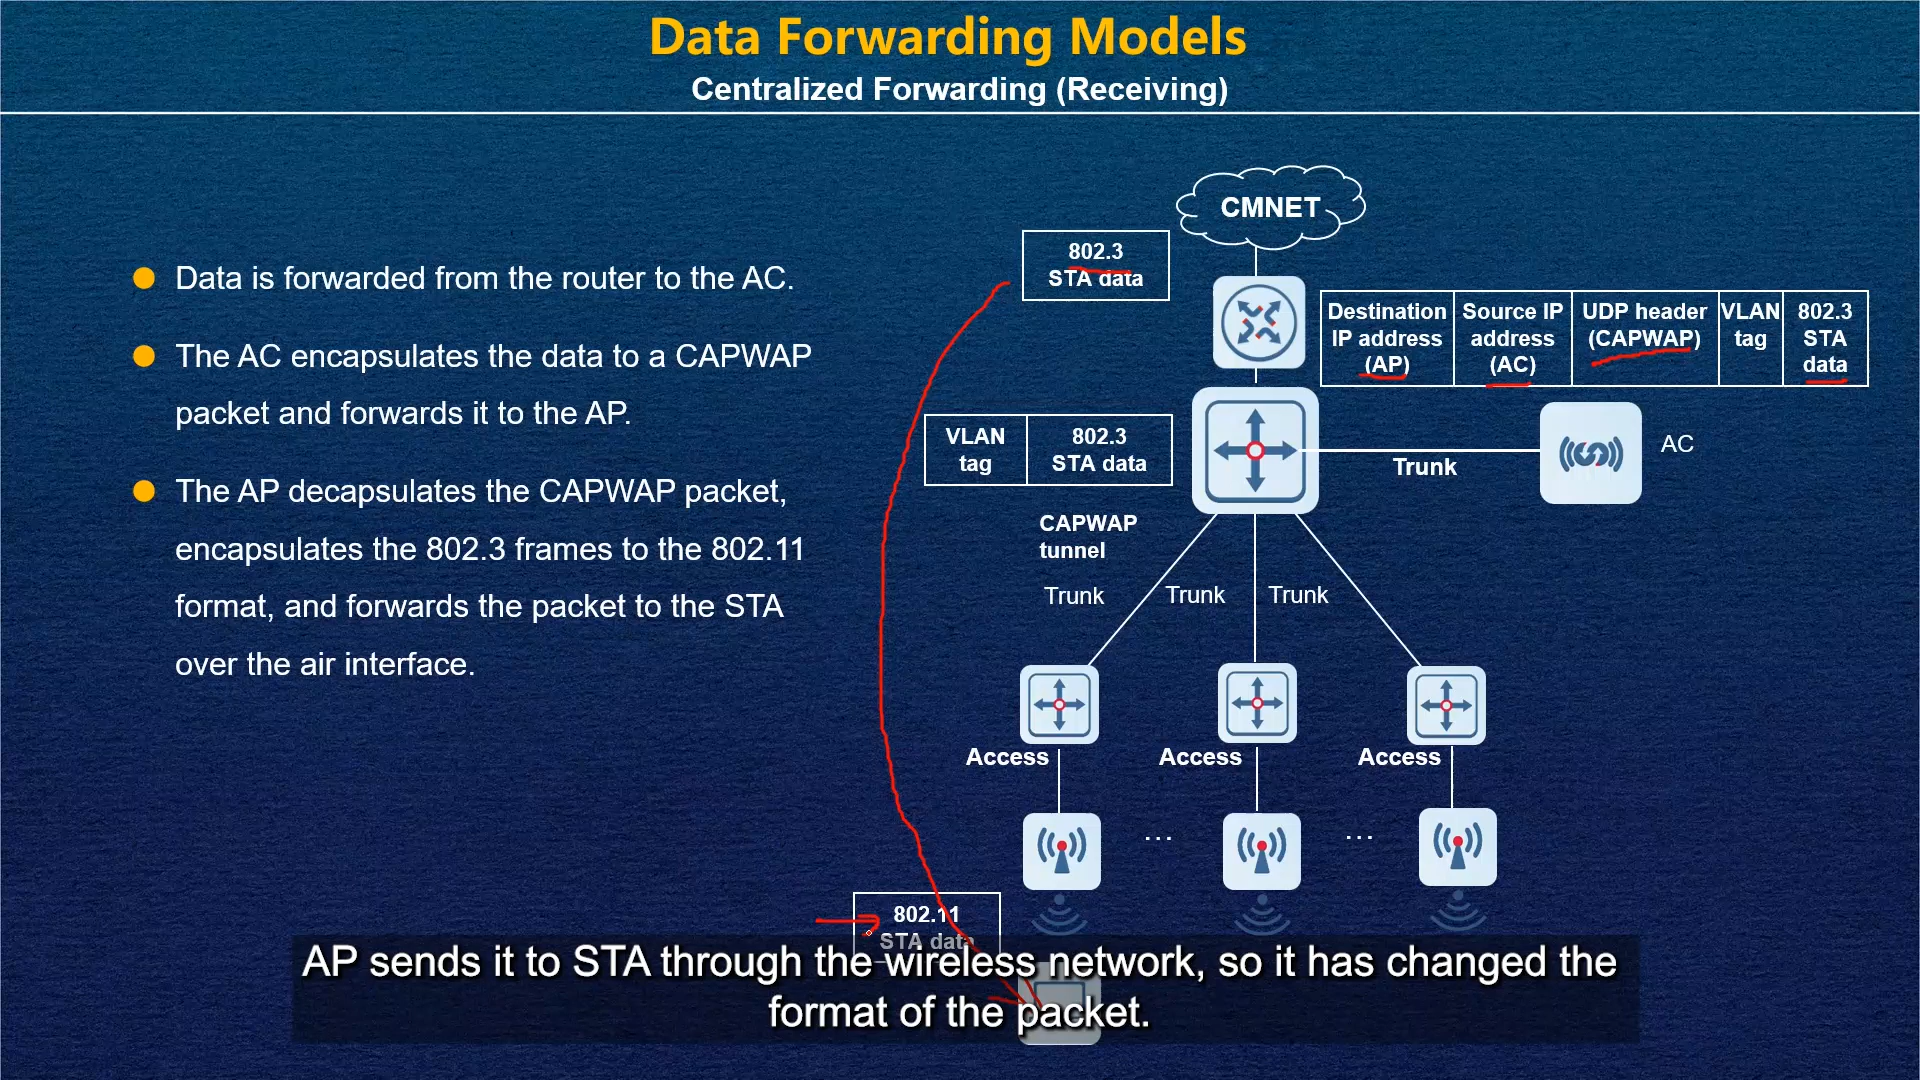 Data Forwarding Models
Centralized Forwarding (Receiving)
Data is forwarded from the router to the AC.
The AC encapsulates the data to a CAPWAP
packet and forwards it to the AP.
The AP decapsulates the CAPWAP packet,
encapsulates the 802.3 frames to the 802.11
format, and forwards the packet to the STA
over the air interface.
CMNET
802.3
STA data
Destination
IP address
(AP)
Source IP
address
(AC)
UDP header
(CAPWAP)
VLAN
tag
802.3
STA
data
VLAN
tag
802.3
STA data
Trunk
AC
CAPWAP
tunnel
Trunk
Trunk
Trunk
Access
Access
Access
...
...
802.11
STA data
AP sends it to STA through the wireless network, so it has changed the
format of the packet.